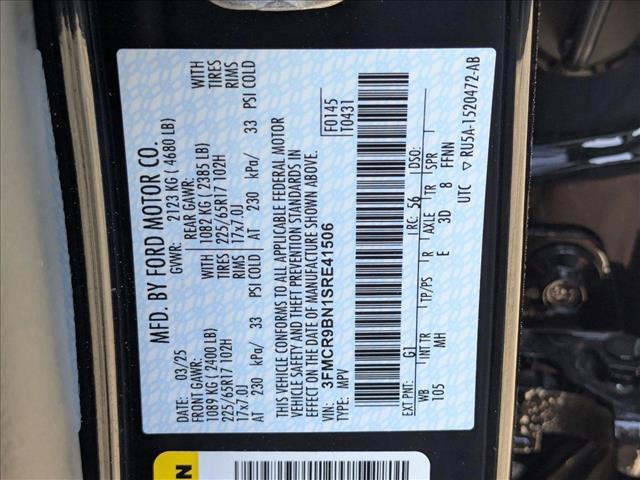 MFD. BY FORD MOTOR CO.
DATE: 03/25 GVWR: 2123 KG ( 4680 LB)
FRONT GAWR: REAR GAWR: WITH
1089 KG ( 2400 LB) 1082 KG ( 2385 LB) TIRES
225/65R17 102H TIRES 225/65R17 102H RIMS
17x7.0J RIMS 17x7.0J
AT 230 kPa/ 33 PSI COLD AT 230 kPa/ 33 PSI COLD
THIS VEHICLE CONFORMS TO ALL APPLICABLE FEDERAL MOTOR
VEHICLE SAFETY AND THEFT PREVENTION STANDARDS IN
EFFECT ON THE DATE OF MANUFACTURE SHOWN ABOVE.
VIN: 3FMCR9BN1SRE41506 F0145
TYPE: MPV T0431
EXT PNT: G1 RC: 56 DSO:
WB INT TR TP/PS R AXLE TR SPR
105 MH E 3D 8 FFNN
UTC ▽ RU5A-1520472-AB